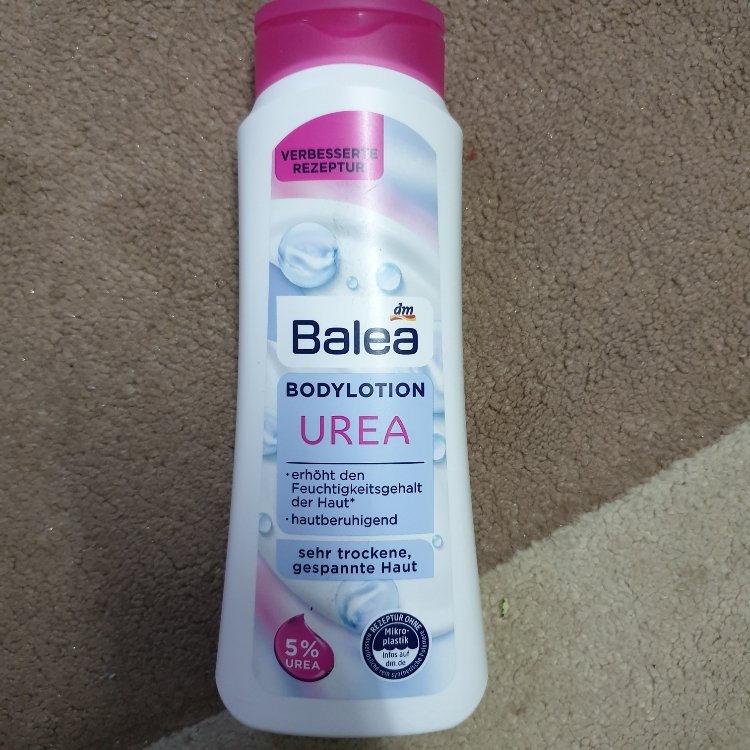 VERBESSERTE
REZEPTUR
dm
Balea
BODYLOTION
UREA
• erhöht den
Feuchtigkeitsgehalt
der Haut*
• hautberuhigend
sehr trockene,
gespannte Haut
5%
UREA
REZEPTUR OHNE
Mikro-
plastik
Infos auf
dm.de